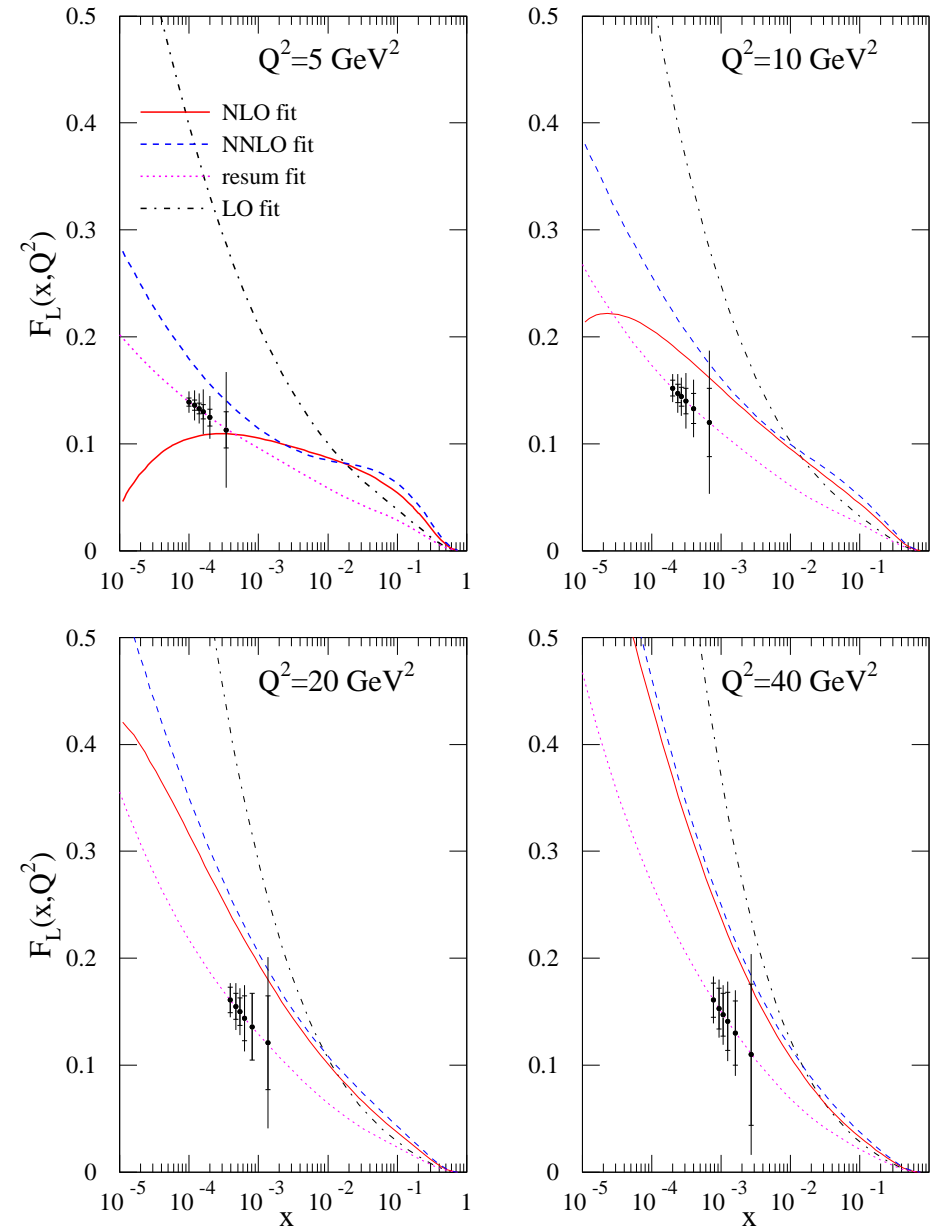 Q²=5 GeV²
NLO fit
NNLO fit
resum fit
LO fit
F_L(x,Q²)
0.5
0.4
0.3
0.2
0.1
0
10⁻⁵ 10⁻⁴ 10⁻³ 10⁻² 10⁻¹ 1
Q²=10 GeV²
0.5
0.4
0.3
0.2
0.1
0
10⁻⁵ 10⁻⁴ 10⁻³ 10⁻² 10⁻¹
Q²=20 GeV²
F_L(x,Q²)
0.5
0.4
0.3
0.2
0.1
0
10⁻⁵ 10⁻⁴ 10⁻³ 10⁻² 10⁻¹ 1
x
Q²=40 GeV²
0.5
0.4
0.3
0.2
0.1
0
10⁻⁵ 10⁻⁴ 10⁻³ 10⁻² 10⁻¹
x